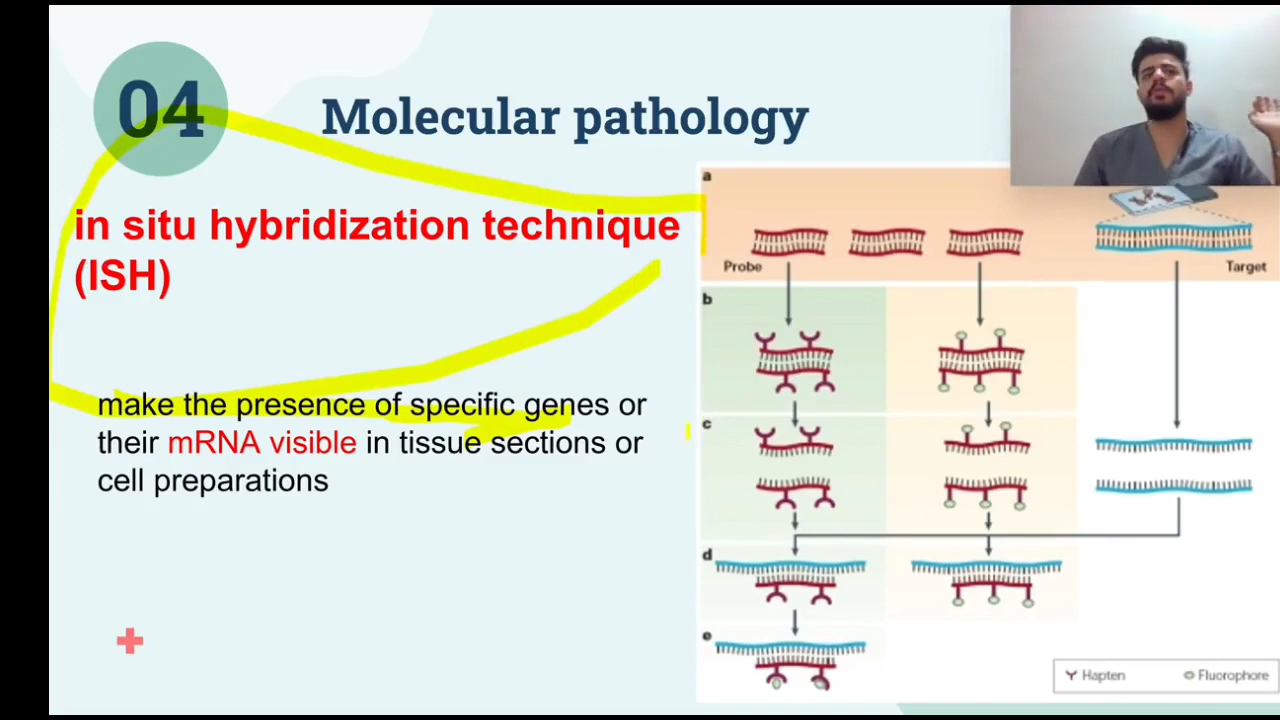 04
Molecular pathology
in situ hybridization technique
(ISH)
make the presence of specific genes or
their mRNA visible in tissue sections or
cell preparations
a
Probe
Target
b
c
d
e
Hapten
Fluorophore